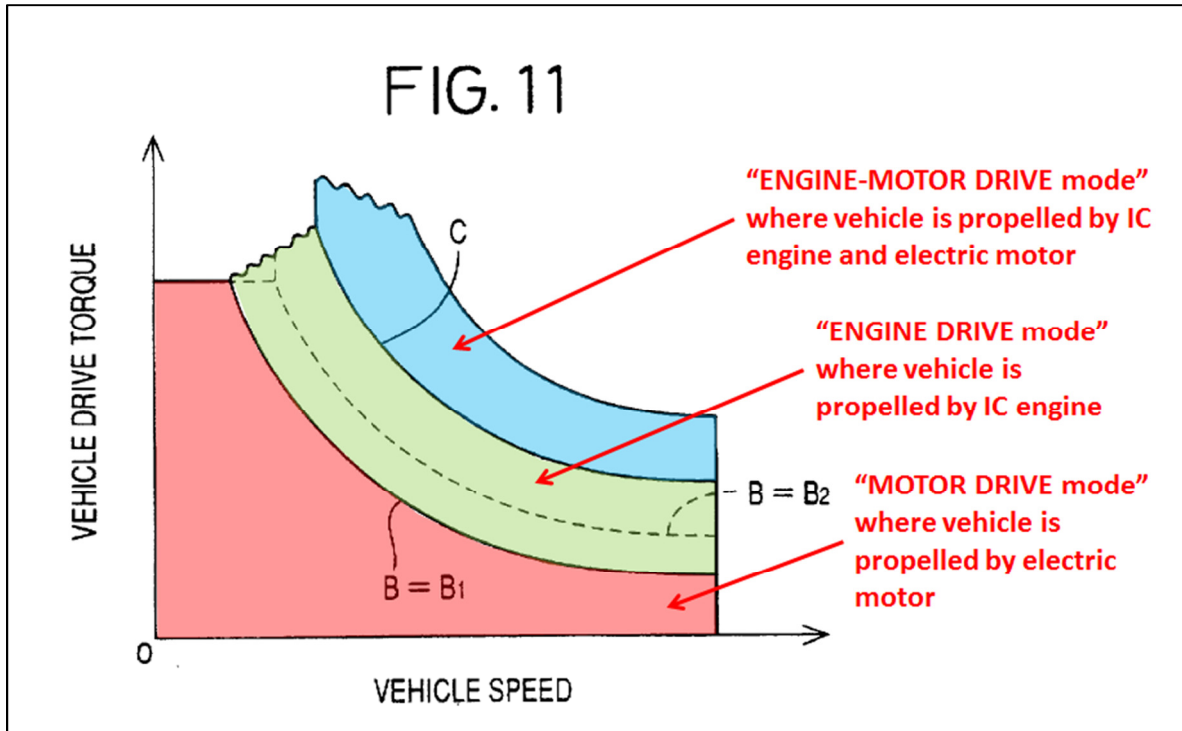 FIG. 11
VEHICLE DRIVE TORQUE
C
B = B1
B = B2
O
VEHICLE SPEED
“ENGINE-MOTOR DRIVE mode”
where vehicle is propelled by IC
engine and electric motor
“ENGINE DRIVE mode”
where vehicle is
propelled by IC engine
“MOTOR DRIVE mode”
where vehicle is
propelled by electric
motor